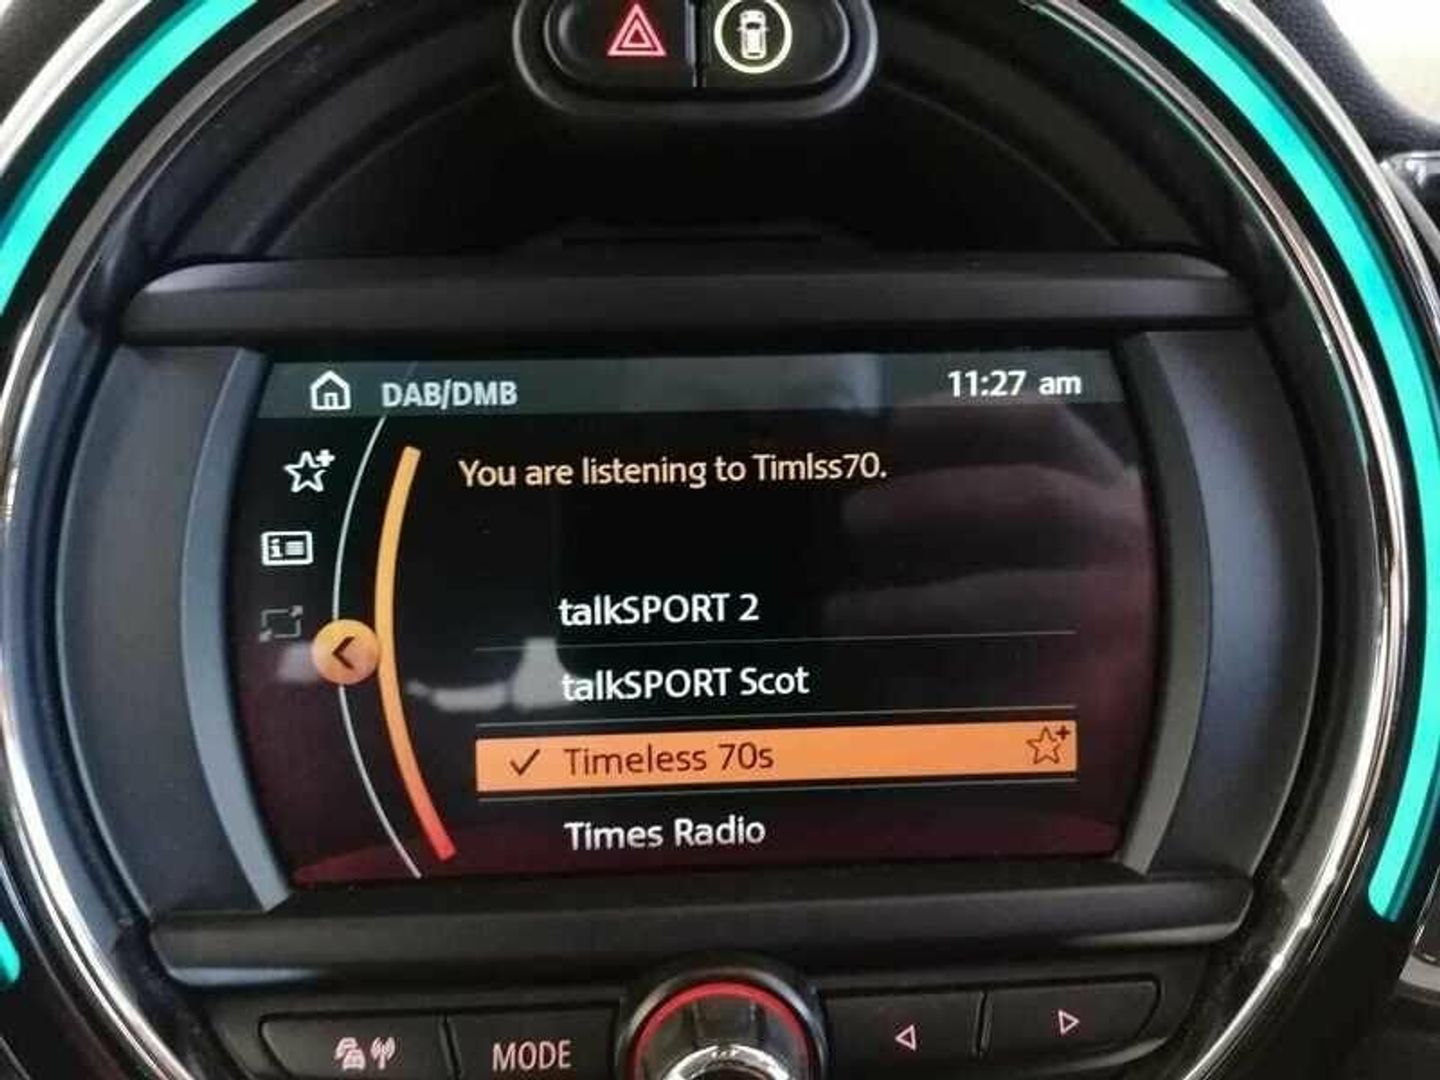 DAB/DMB
11:27 am
You are listening to Timlss70.
talkSPORT 2
talkSPORT Scot
Timeless 70s
Times Radio
MODE